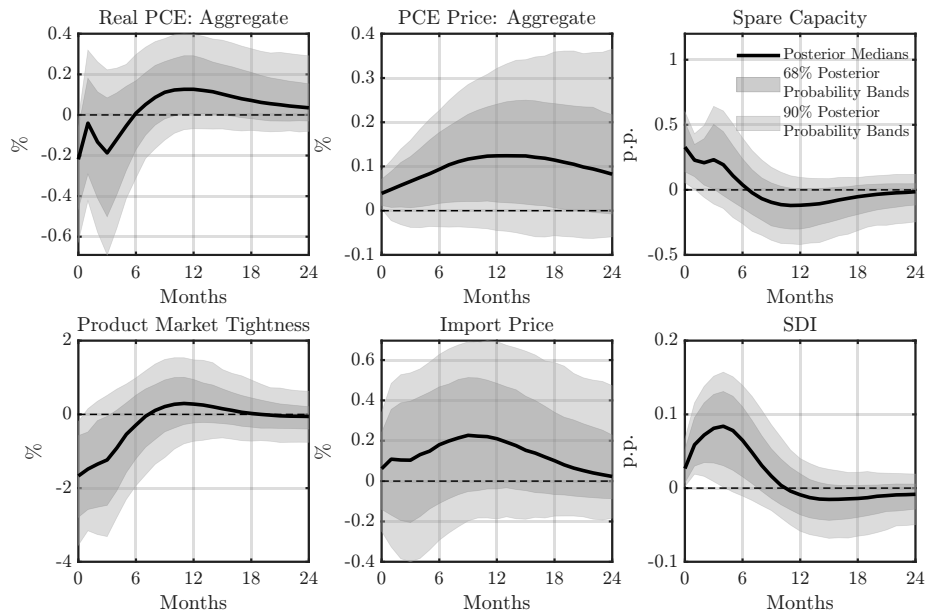 Real PCE: Aggregate
0.4
0.2
0
-0.2
-0.4
-0.6
%
0 6 12 18 24
Months
PCE Price: Aggregate
0.4
0.3
0.2
0.1
0
-0.1
%
0 6 12 18 24
Months
Spare Capacity
1
0.5
0
-0.5
p.p.
Posterior Medians
68% Posterior
Probability Bands
90% Posterior
Probability Bands
0 6 12 18 24
Months
Product Market Tightness
2
0
-2
-4
%
0 6 12 18 24
Months
Import Price
0.6
0.4
0.2
0
-0.2
-0.4
%
0 6 12 18 24
Months
SDI
0.2
0.1
0
-0.1
p.p.
0 6 12 18 24
Months